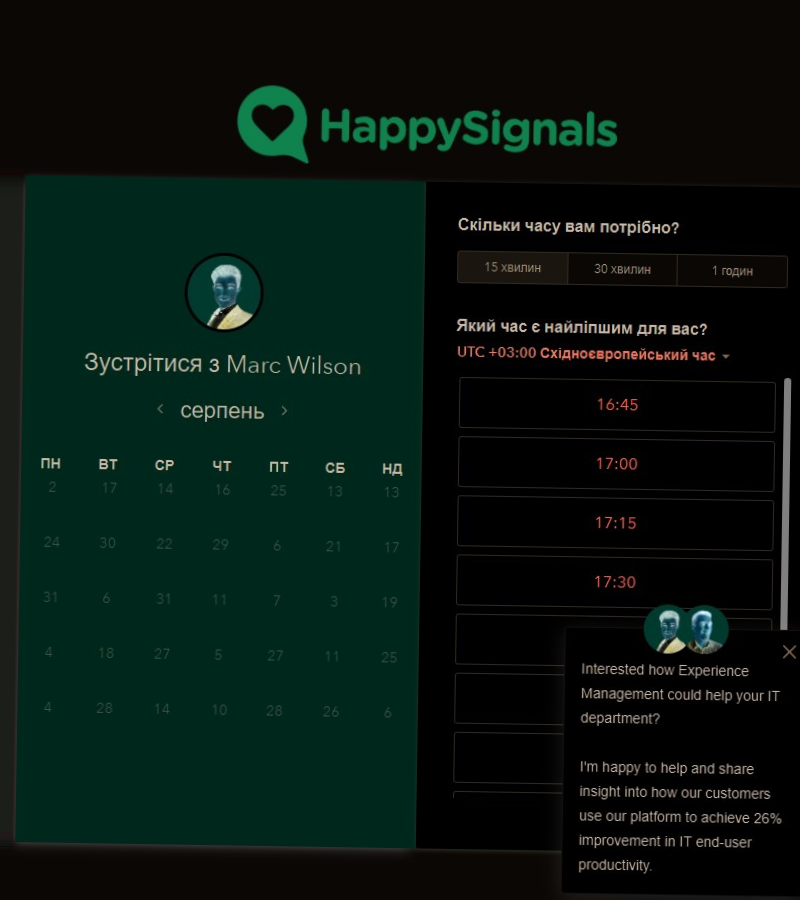 HappySignals
Зустрітися з Marc Wilson
серпень
ПН ВТ СР ЧТ ПТ СБ НД
2 17 14 16 25 13 13
24 30 22 29 6 21 17
31 6 31 11 7 3 19
4 18 27 5 27 11 25
4 28 14 10 28 26 6
Скільки часу вам потрібно?
15 хвилин 30 хвилин 1 годин
Який час є найліпшим для вас?
UTC +03:00 Східноєвропейський час
16:45
17:00
17:15
17:30
Interested how Experience
Management could help your IT
department?
I'm happy to help and share
insight into how our customers
use our platform to achieve 26%
improvement in IT end-user
productivity.